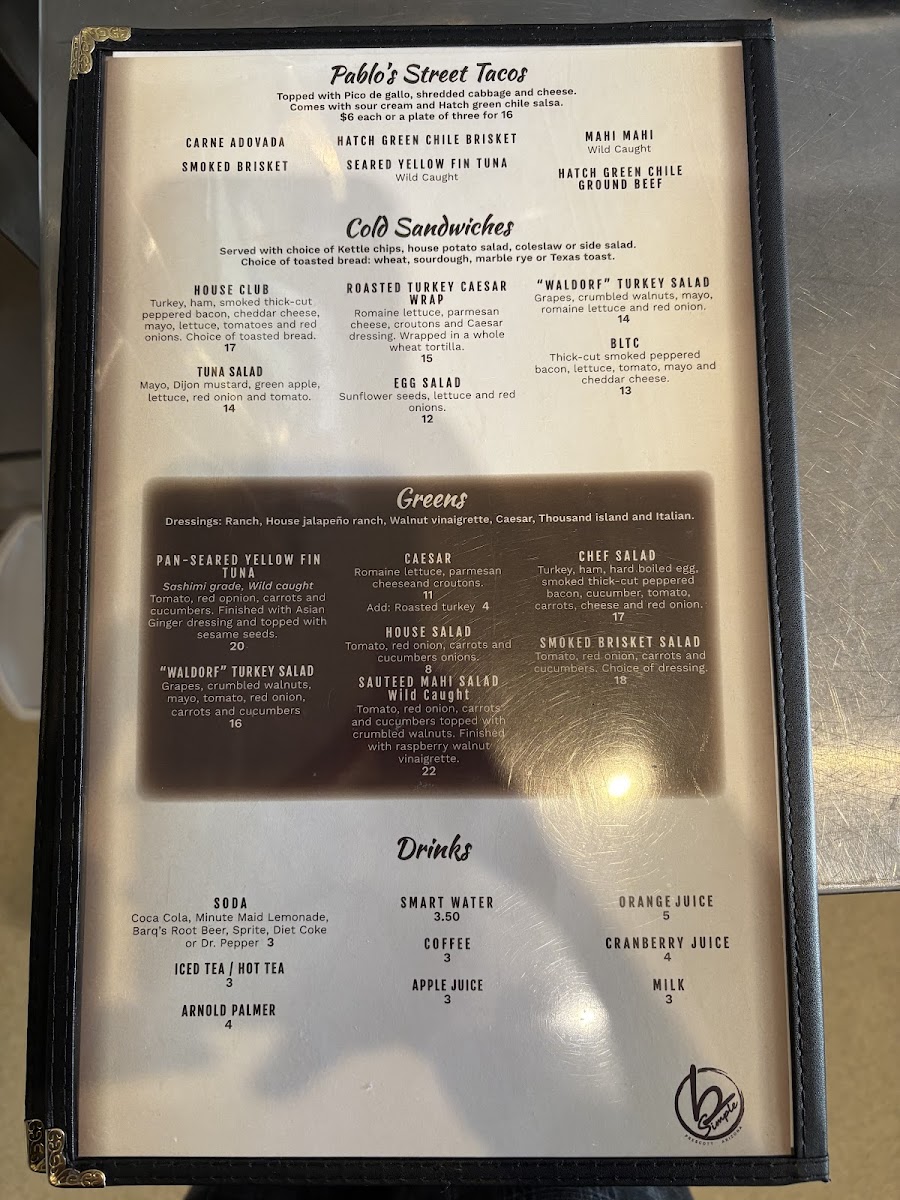 Pablo's Street Tacos
Topped with Pico de gallo, shredded cabbage and cheese.
Comes with sour cream and Hatch green chile salsa.
$6 each or a plate of three for 16
CARNE ADOVADA
SMOKED BRISKET
HATCH GREEN CHILE BRISKET
SEARED YELLOW FIN TUNA
Wild Caught
MAHI MAHI
Wild Caught
HATCH GREEN CHILE
GROUND BEEF
Cold Sandwiches
Served with choice of Kettle chips, house potato salad, coleslaw or side salad.
Choice of toasted bread: wheat, sourdough, marble rye or Texas toast.
HOUSE CLUB
Turkey, ham, smoked thick-cut
peppered bacon, cheddar cheese,
mayo, lettuce, tomatoes and red
onions. Choice of toasted bread.
17
TUNA SALAD
Mayo, Dijon mustard, green apple,
lettuce, red onion and tomato.
14
ROASTED TURKEY CAESAR
WRAP
Romaine lettuce, parmesan
cheese, croutons and Caesar
dressing. Wrapped in a whole
wheat tortilla.
15
EGG SALAD
Sunflower seeds, lettuce and red
onions.
12
“WALDORF” TURKEY SALAD
Grapes, crumbled walnuts, mayo,
romaine lettuce and red onion.
14
BLTC
Thick-cut smoked peppered
bacon, lettuce, tomato, mayo and
cheddar cheese.
13
Greens
Dressings: Ranch, House jalapeño ranch, Walnut vinaigrette, Caesar, Thousand island and Italian.
PAN-SEARED YELLOW FIN
TUNA
Sashimi grade, Wild caught
Tomato, red opnion, carrots and
cucumbers. Finished with Asian
Ginger dressing and topped with
sesame seeds.
20
“WALDORF” TURKEY SALAD
Grapes, crumbled walnuts,
mayo, tomato, red onion,
carrots and cucumbers
16
CAESAR
Romaine lettuce, parmesan
cheeseand croutons.
11
Add: Roasted turkey 4
HOUSE SALAD
Tomato, red onion, carrots and
cucumbers onions.
8
SAUTEED MAHI SALAD
Wild Caught
Tomato, red onion, carrots
and cucumbers topped with
crumbled walnuts. Finished
with raspberry walnut
vinaigrette.
22
CHEF SALAD
Turkey, ham, hard boiled egg,
smoked thick-cut peppered
bacon, cucumber, tomato,
carrots, cheese and red onion.
17
SMOKED BRISKET SALAD
Tomato, red onion, carrots and
cucumbers. Choice of dressing.
18
Drinks
SODA
Coca Cola, Minute Maid Lemonade,
Barq's Root Beer, Sprite, Diet Coke
or Dr. Pepper 3
ICED TEA / HOT TEA
3
ARNOLD PALMER
4
SMART WATER
3.50
COFFEE
3
APPLE JUICE
3
ORANGE JUICE
5
CRANBERRY JUICE
4
MILK
3
b
Simple
PRESCOTT ARIZONA